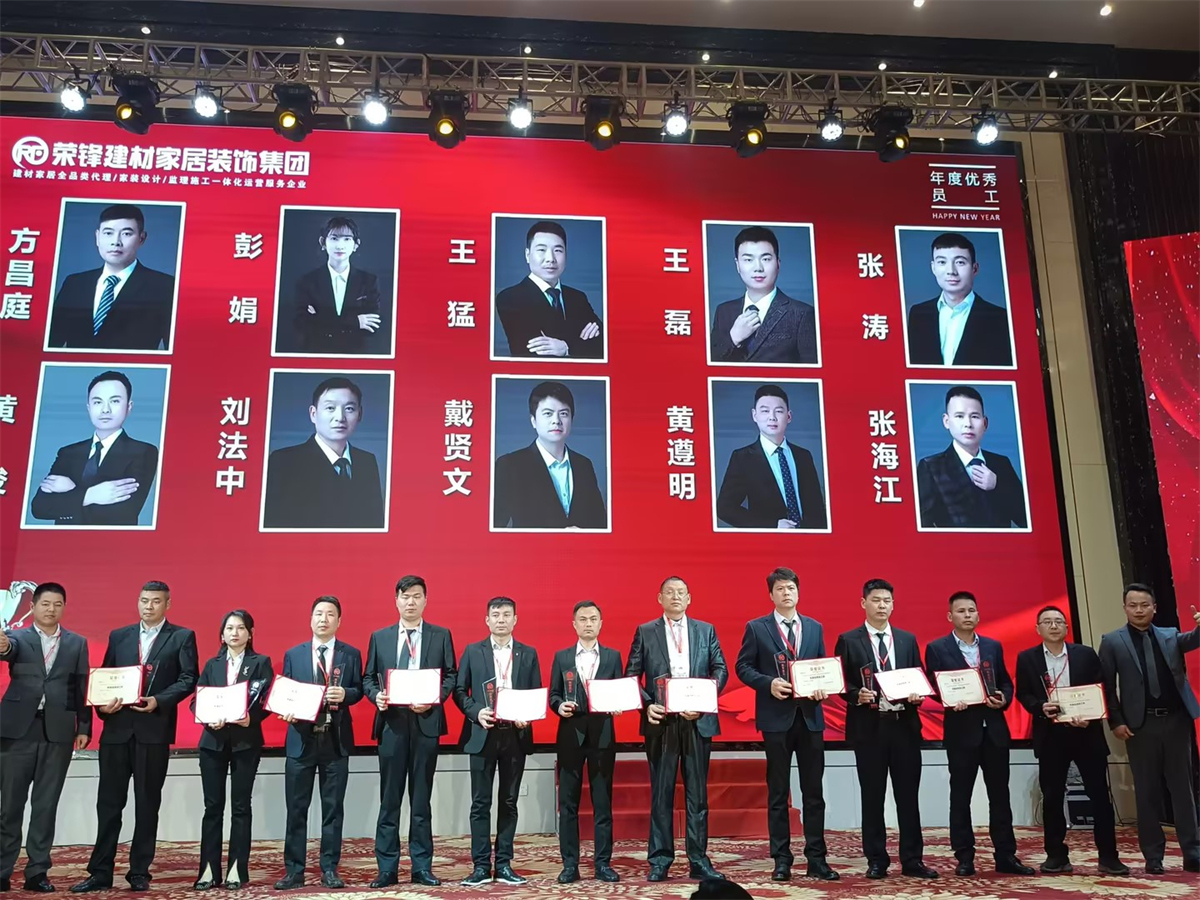 荣锋建材家居装饰集团
建材家居全品类代理/家装设计/监理施工一体化运营服务企业
年度优秀
员工
HAPPY NEW YEAR
方昌庭
彭娟
王猛
王磊
张涛
黄
刘法中
戴贤文
黄遵明
张海江